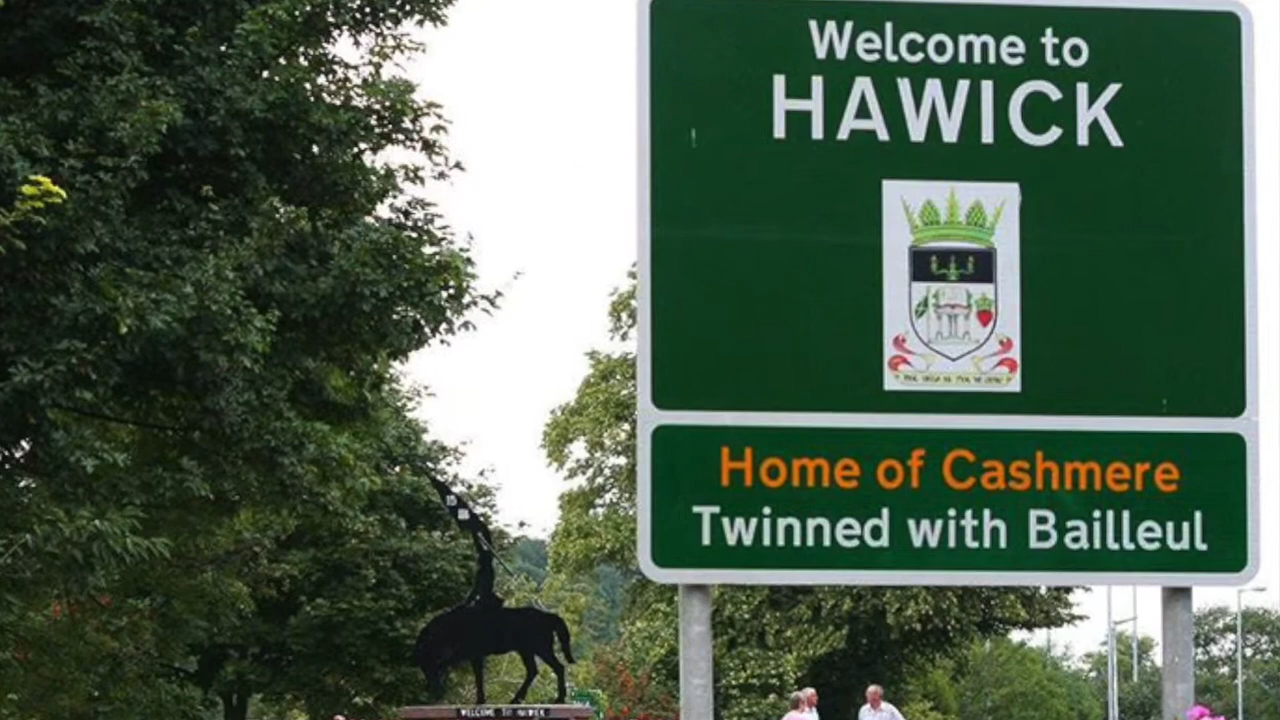 Welcome to
HAWICK
Home of Cashmere
Twinned with Bailleul
WELCOME TO HAWICK